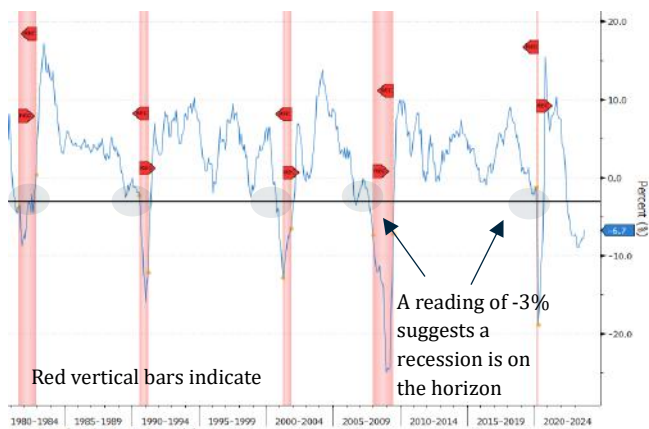 20.0
10.0
0.0
Percent (%)
-6.7
-10.0
A reading of -3%
suggests a
recession is on
the horizon
-20.0
Red vertical bars indicate
1980-1984 1985-1989 1990-1994 1995-1999 2000-2004 2005-2009 2010-2014 2015-2019 2020-2024